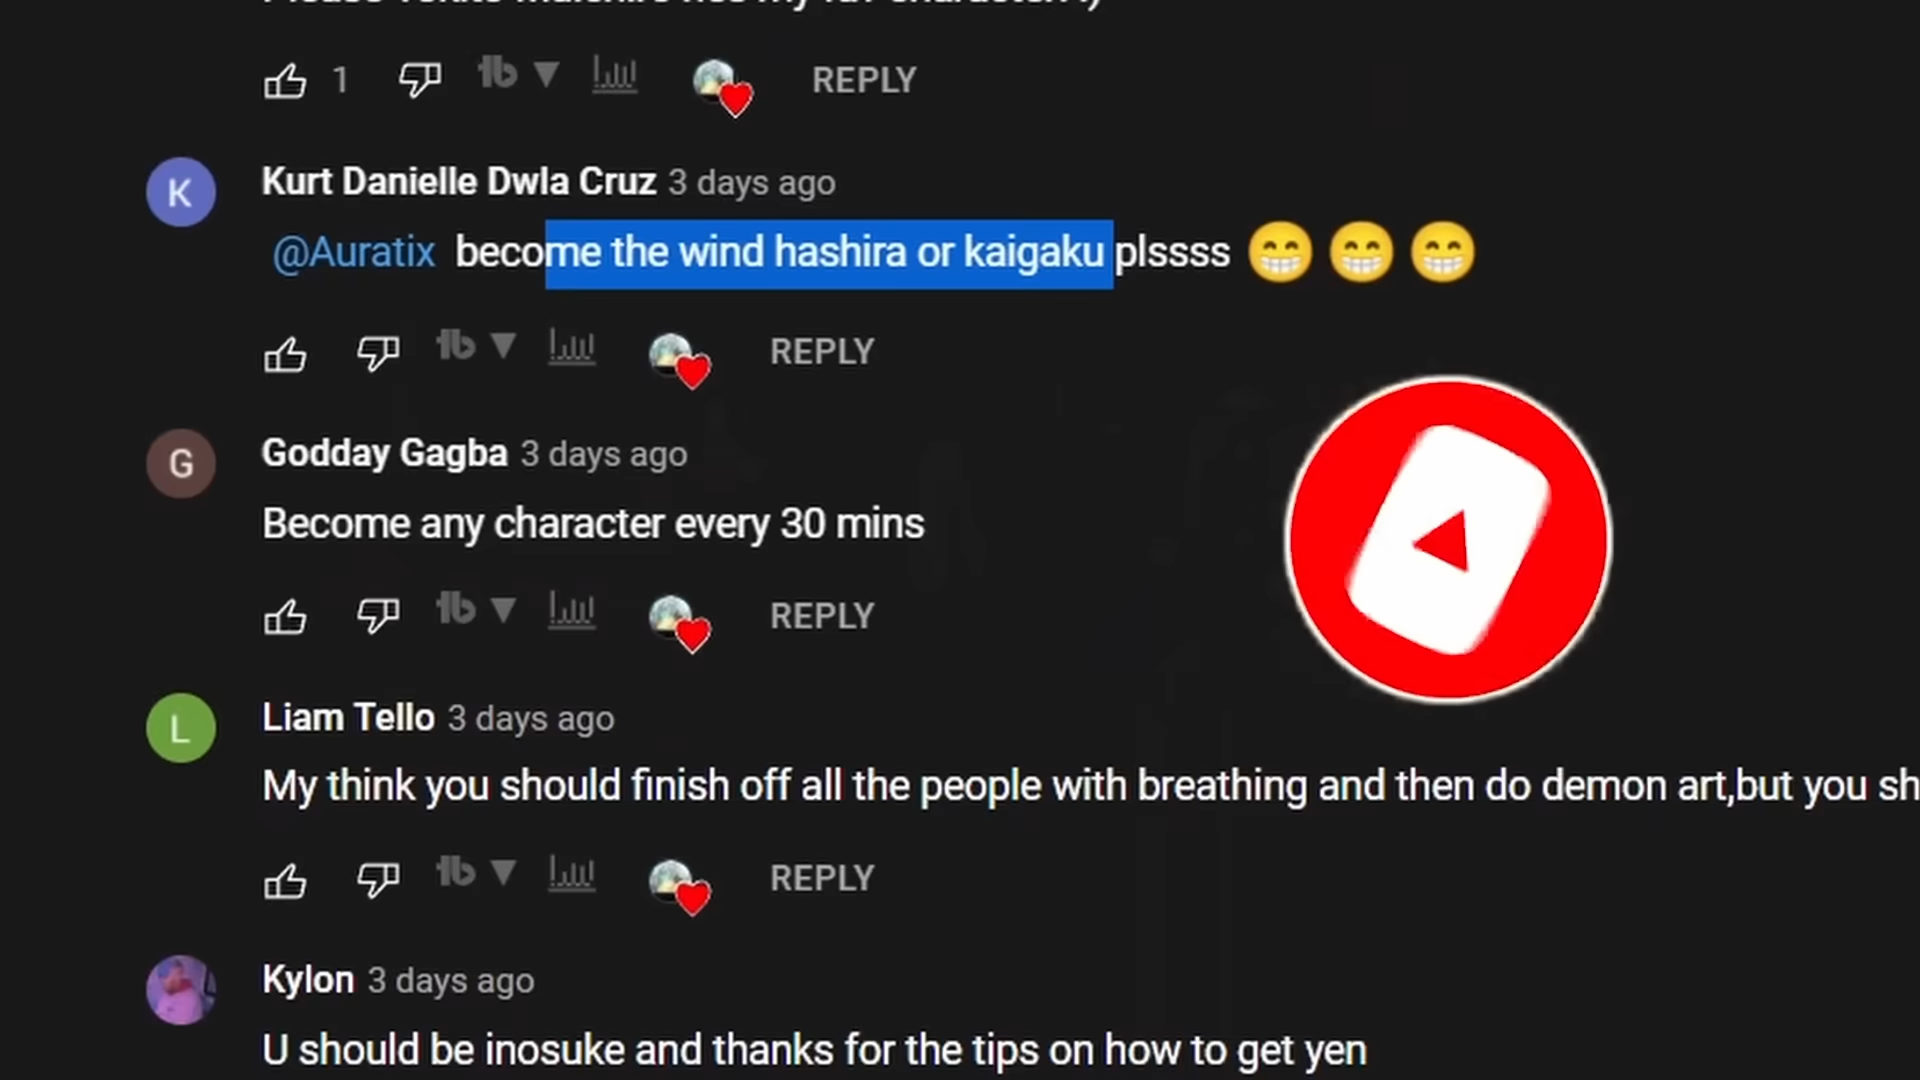 1 REPLY
K
Kurt Danielle Dwla Cruz 3 days ago
@Auratix become the wind hashira or kaigaku plssss 😁 😁 😁
tb REPLY
G
Godday Gagba 3 days ago
Become any character every 30 mins
tb REPLY
L
Liam Tello 3 days ago
My think you should finish off all the people with breathing and then do demon art,but you sh
tb REPLY
Kylon 3 days ago
U should be inosuke and thanks for the tips on how to get yen